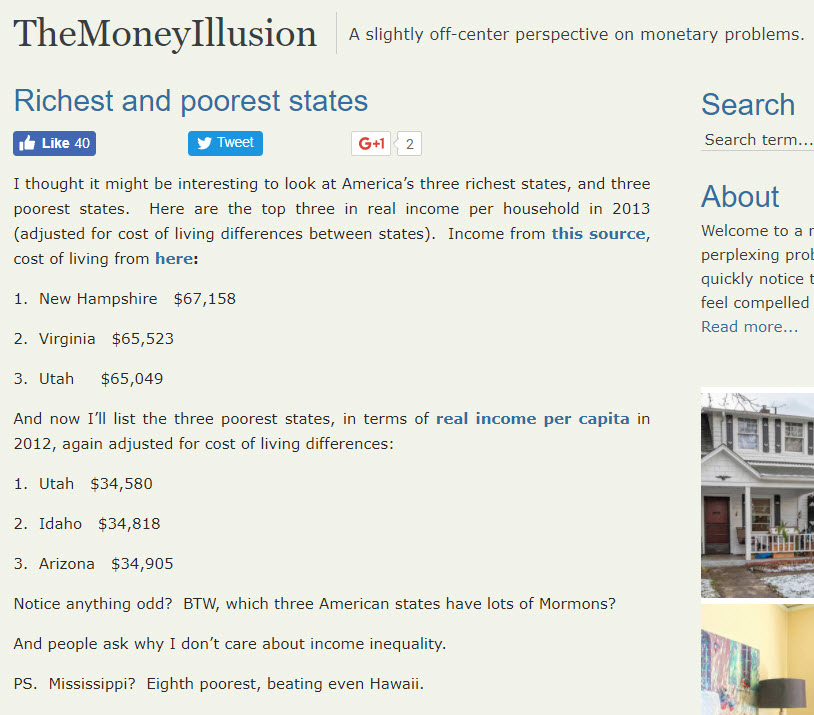 TheMoneyIllusion
A slightly off-center perspective on monetary problems.
Richest and poorest states
Like 40
Tweet
G+1 2
I thought it might be interesting to look at America's three richest states, and three
poorest states. Here are the top three in real income per household in 2013
(adjusted for cost of living differences between states). Income from this source,
cost of living from here:
1. New Hampshire $67,158
2. Virginia $65,523
3. Utah $65,049
And now I'll list the three poorest states, in terms of real income per capita in
2012, again adjusted for cost of living differences:
1. Utah $34,580
2. Idaho $34,818
3. Arizona $34,905
Notice anything odd? BTW, which three American states have lots of Mormons?
And people ask why I don't care about income inequality.
PS. Mississippi? Eighth poorest, beating even Hawaii.
Search
Search term...
About
Welcome to a
perplexing
quickly notice
feel compelled
Read more...